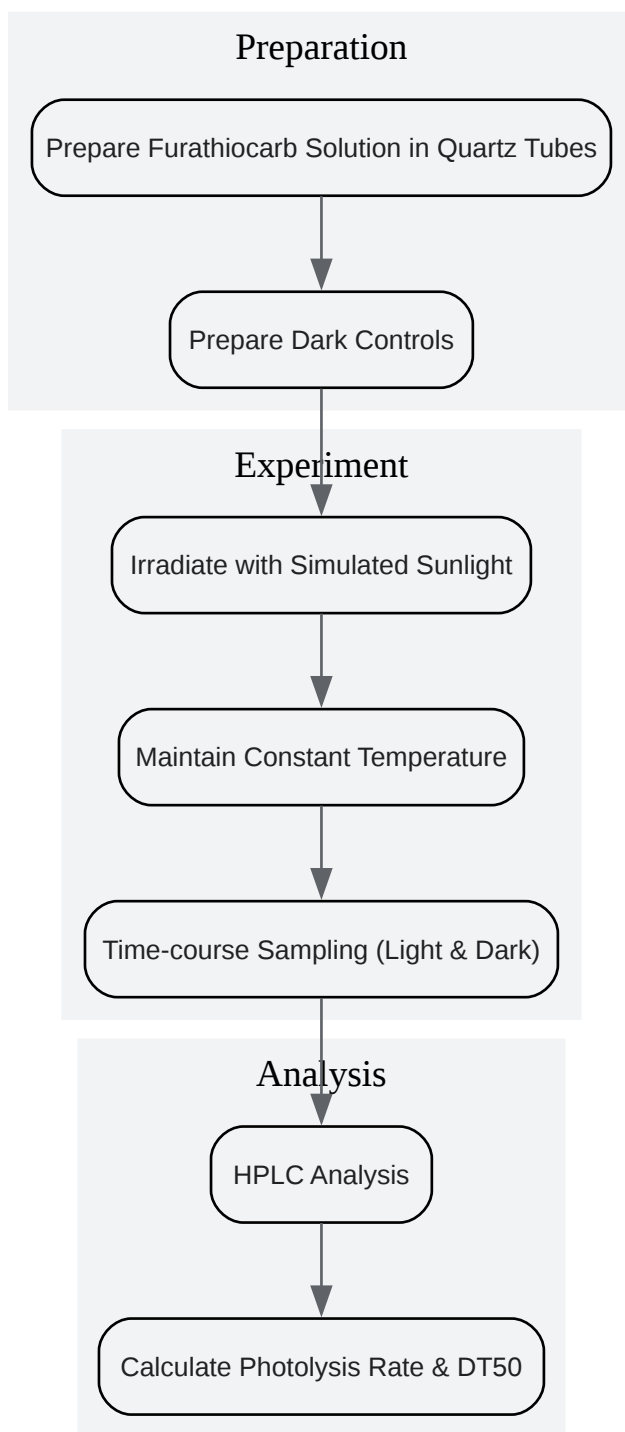 Preparation
Prepare Furathiocarb Solution in Quartz Tubes
Prepare Dark Controls
Experiment
Irradiate with Simulated Sunlight
Maintain Constant Temperature
Time-course Sampling (Light & Dark)
Analysis
HPLC Analysis
Calculate Photolysis Rate & DT50